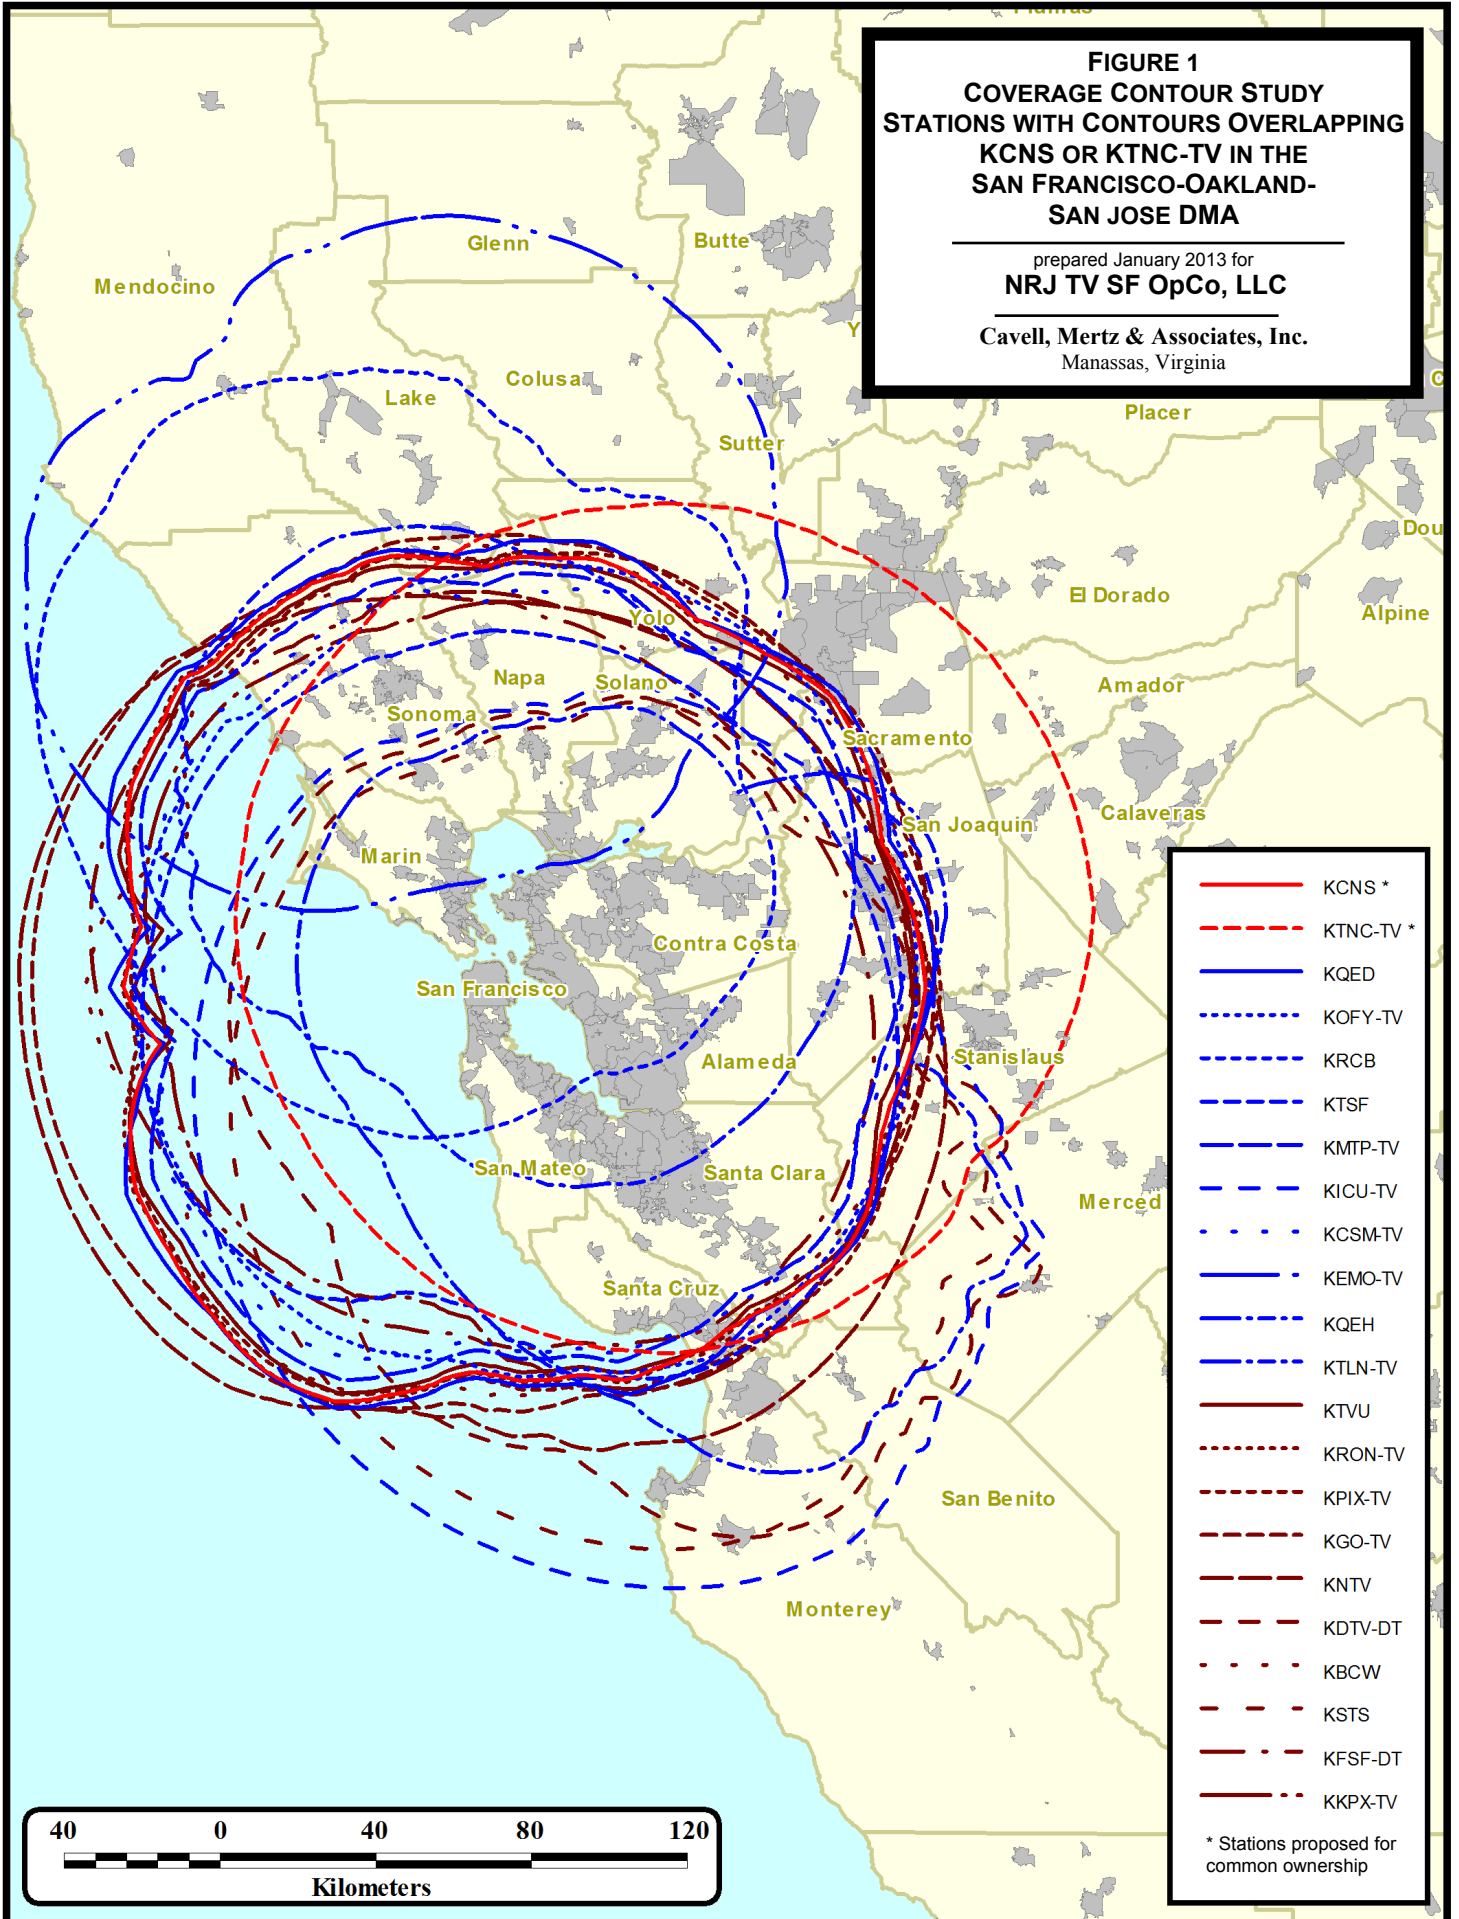 FIGURE 1
COVERAGE CONTOUR STUDY
STATIONS WITH CONTOURS OVERLAPPING
KCNS OR KTNC-TV IN THE
SAN FRANCISCO-OAKLAND-
SAN JOSE DMA
prepared January 2013 for
NRJ TV SF OpCo, LLC
Cavell, Mertz & Associates, Inc.
Manassas, Virginia
Glenn
Butte
Mendocino
Y
Colusa
Lake
C
Placer
Sutter
Dou
El Dorado
Alpine
Yolo
Napa
Solano
Amador
Sonoma
Sacramento
Calaveras
San Joaquin
Marin
Contra Costa
San Francisco
Alameda
Stanislaus
San Mateo
Santa Clara
Merced
Santa Cruz
San Benito
Monterey
KCNS *
KTNC-TV *
KQED
KOFY-TV
KRCB
KTSF
KMTP-TV
KICU-TV
KCSM-TV
KEMO-TV
KQEH
KTLN-TV
KTVU
KRON-TV
KPIX-TV
KGO-TV
KNTV
KDTV-DT
KBCW
KSTS
KFSF-DT
KKPX-TV
* Stations proposed for
common ownership
40 0 40 80 120
Kilometers